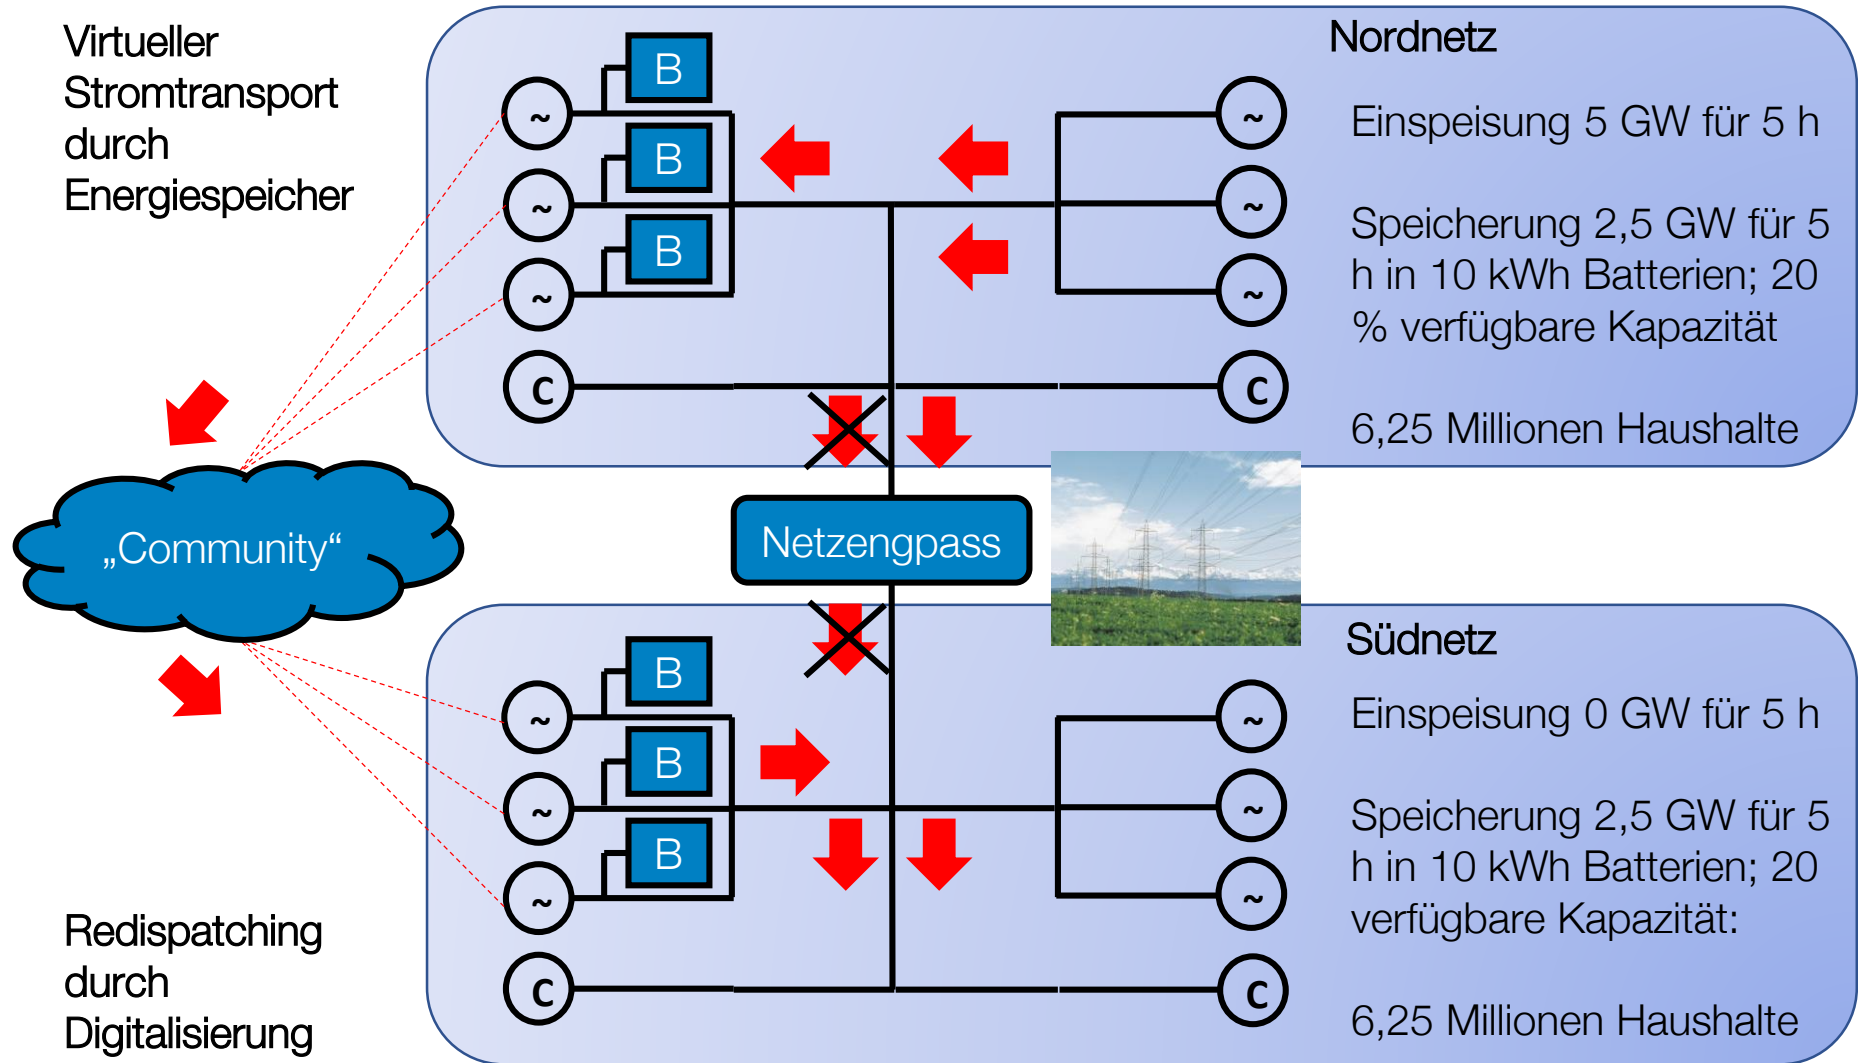 Virtueller
Stromtransport
durch
Energiespeicher
B
B
B
~
~
~
C
~
~
~
C
Nordnetz
Einspeisung 5 GW für 5 h
Speicherung 2,5 GW für 5
h in 10 kWh Batterien; 20
% verfügbare Kapazität
6,25 Millionen Haushalte
„Community“
Netzengpass
B
B
B
~
~
~
C
~
~
~
C
Südnetz
Einspeisung 0 GW für 5 h
Speicherung 2,5 GW für 5
h in 10 kWh Batterien; 20
verfügbare Kapazität:
6,25 Millionen Haushalte
Redispatching
durch
Digitalisierung